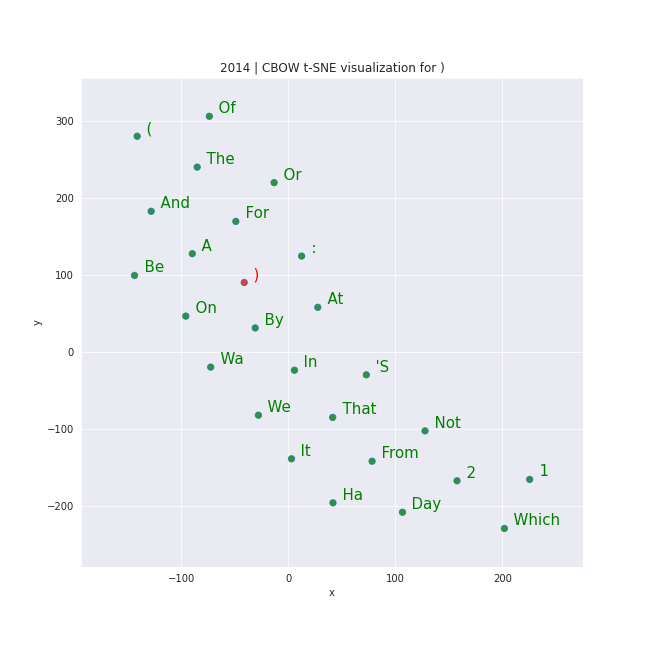 2014 | CBOW t-SNE visualization for )
Of
(
The
Or
And
For
A
:
)
Be
At
On
By
Wa
In
'S
We
That
Not
It
From
2
1
Ha
Day
Which
300
200
100
0
−100
−200
y
−100
0
100
200
x